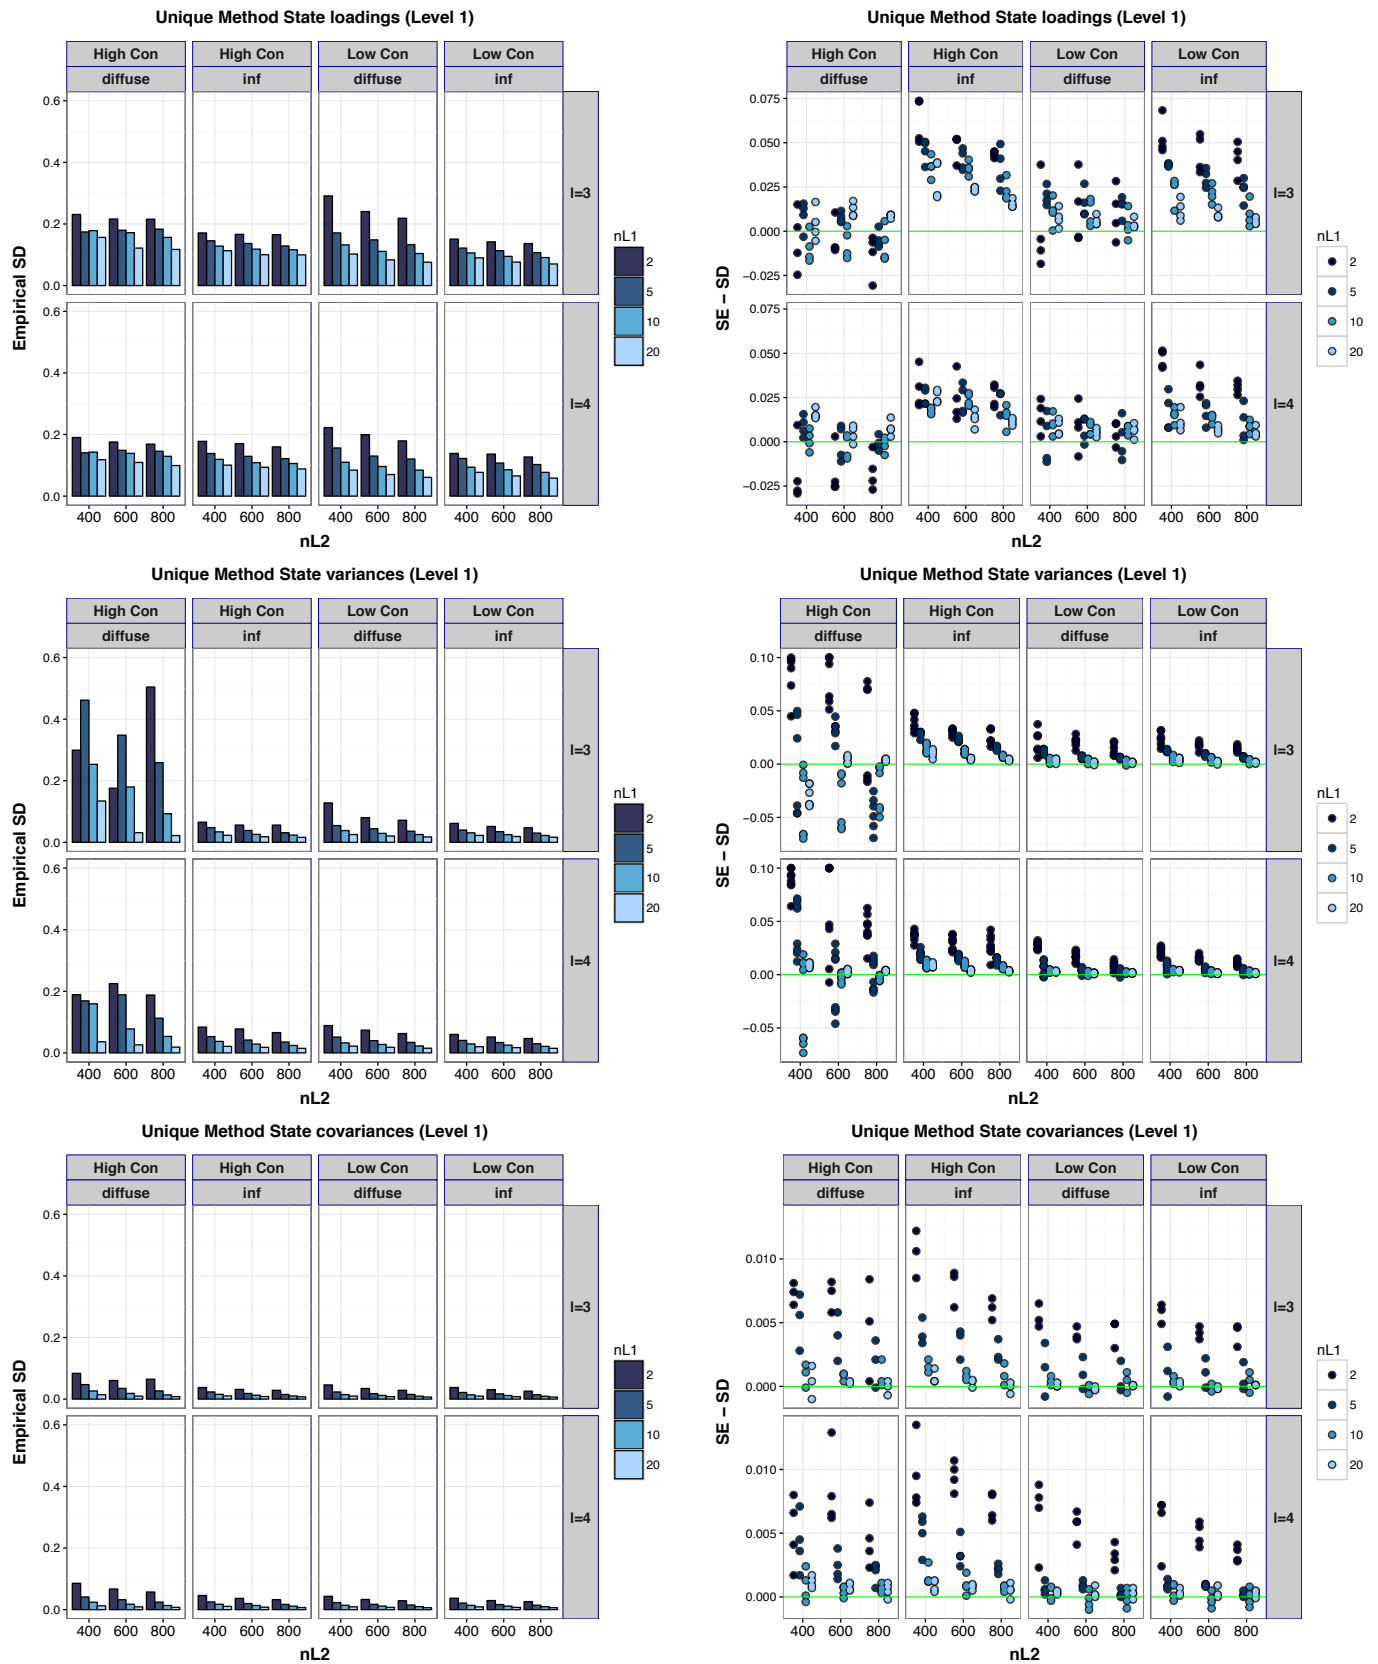 Unique Method State loadings (Level 1)
High Con High Con Low Con Low Con
diffuse inf diffuse inf
0.6
0.4
0.2
0.0
l=3
0.6
0.4
0.2
0.0
l=4
Empirical SD
Empirical SD
400 600 800 400 600 800 400 600 800 400 600 800
nL2
nL1
2
5
10
20
Unique Method State loadings (Level 1)
High Con High Con Low Con Low Con
diffuse inf diffuse inf
0.075
0.050
0.025
0.000
−0.025
l=3
0.075
0.050
0.025
0.000
−0.025
l=4
SE − SD
SE − SD
400 600 800 400 600 800 400 600 800 400 600 800
nL2
nL1
2
5
10
20
Unique Method State variances (Level 1)
High Con High Con Low Con Low Con
diffuse inf diffuse inf
0.6
0.4
0.2
0.0
l=3
0.6
0.4
0.2
0.0
l=4
Empirical SD
Empirical SD
400 600 800 400 600 800 400 600 800 400 600 800
nL2
nL1
2
5
10
20
Unique Method State variances (Level 1)
High Con High Con Low Con Low Con
diffuse inf diffuse inf
0.10
0.05
0.00
−0.05
l=3
0.10
0.05
0.00
−0.05
l=4
SE − SD
SE − SD
400 600 800 400 600 800 400 600 800 400 600 800
nL2
nL1
2
5
10
20
Unique Method State covariances (Level 1)
High Con High Con Low Con Low Con
diffuse inf diffuse inf
0.6
0.4
0.2
0.0
l=3
0.6
0.4
0.2
0.0
l=4
Empirical SD
Empirical SD
400 600 800 400 600 800 400 600 800 400 600 800
nL2
nL1
2
5
10
20
Unique Method State covariances (Level 1)
High Con High Con Low Con Low Con
diffuse inf diffuse inf
0.010
0.005
0.000
l=3
0.010
0.005
0.000
l=4
SE − SD
SE − SD
400 600 800 400 600 800 400 600 800 400 600 800
nL2
nL1
2
5
10
20